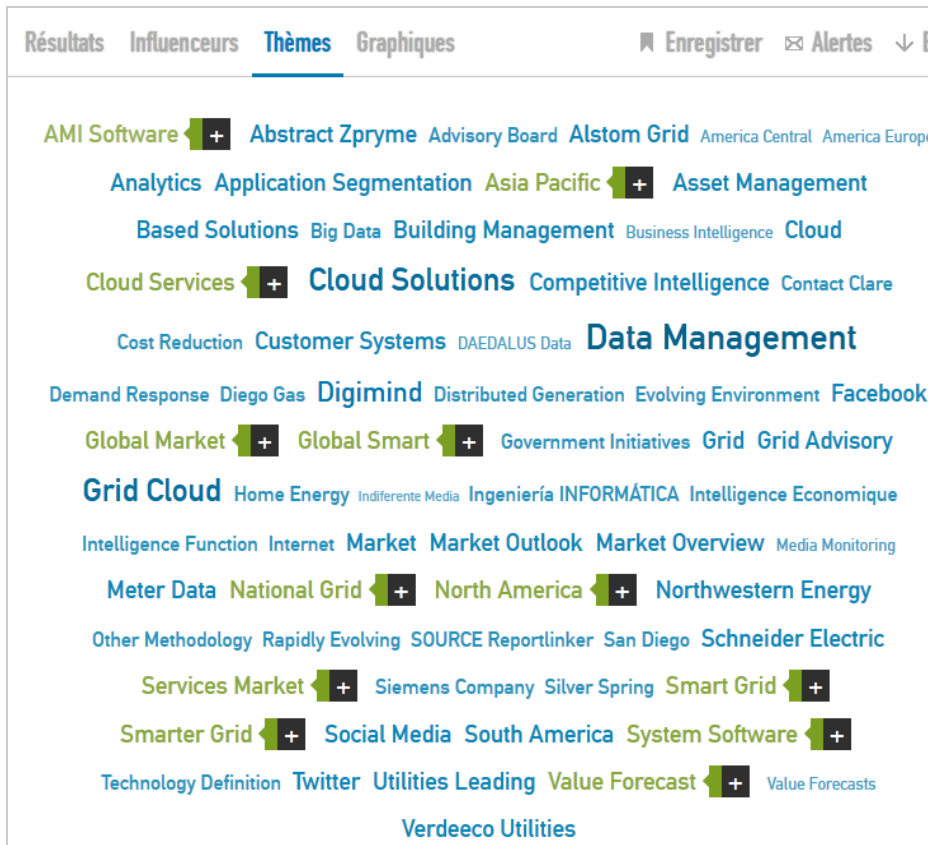 Résultats Influenceurs Thèmes Graphiques Enregistrer Alertes
AMI Software + Abstract Zpryme Advisory Board Alstom Grid America Central America Europe
Analytics Application Segmentation Asia Pacific + Asset Management
Based Solutions Big Data Building Management Business Intelligence Cloud
Cloud Services + Cloud Solutions Competitive Intelligence Contact Clare
Cost Reduction Customer Systems DAEDALUS Data Data Management
Demand Response Diego Gas Digimind Distributed Generation Evolving Environment Facebook
Global Market + Global Smart + Government Initiatives Grid Grid Advisory
Grid Cloud Home Energy Indiferente Media Ingeniería INFORMÁTICA Intelligence Economique
Intelligence Function Internet Market Market Outlook Market Overview Media Monitoring
Meter Data National Grid + North America + Northwestern Energy
Other Methodology Rapidly Evolving SOURCE Reportlinker San Diego Schneider Electric
Services Market + Siemens Company Silver Spring Smart Grid +
Smarter Grid + Social Media South America System Software +
Technology Definition Twitter Utilities Leading Value Forecast + Value Forecasts
Verdeeco Utilities